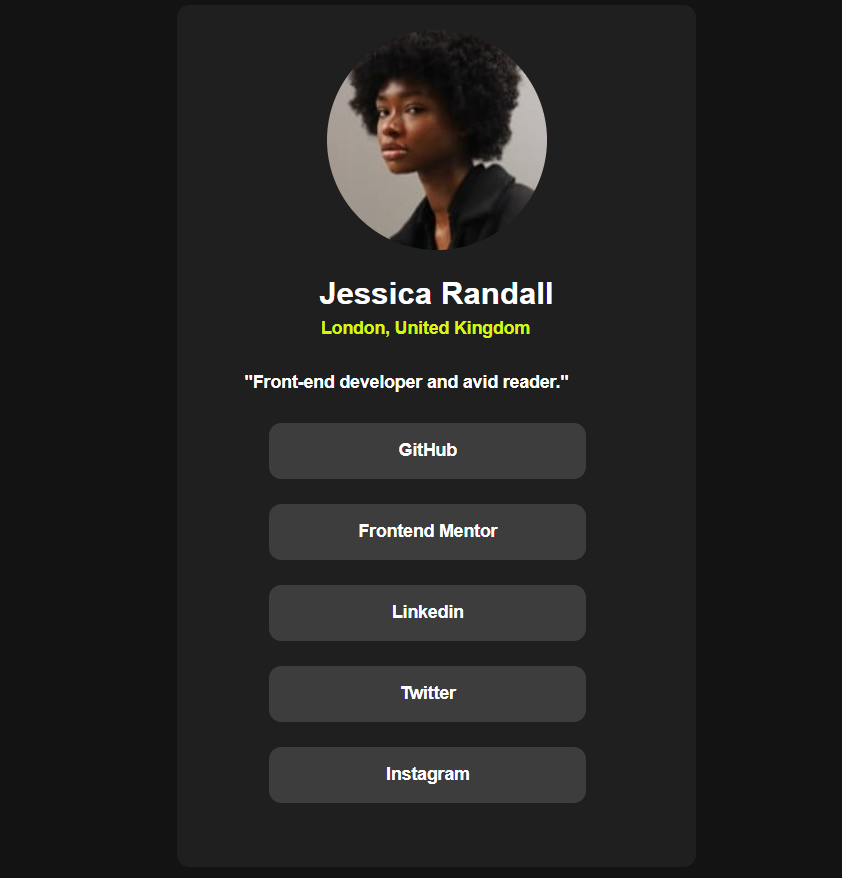 Jessica Randall
London, United Kingdom
"Front-end developer and avid reader."
GitHub
Frontend Mentor
Linkedin
Twitter
Instagram